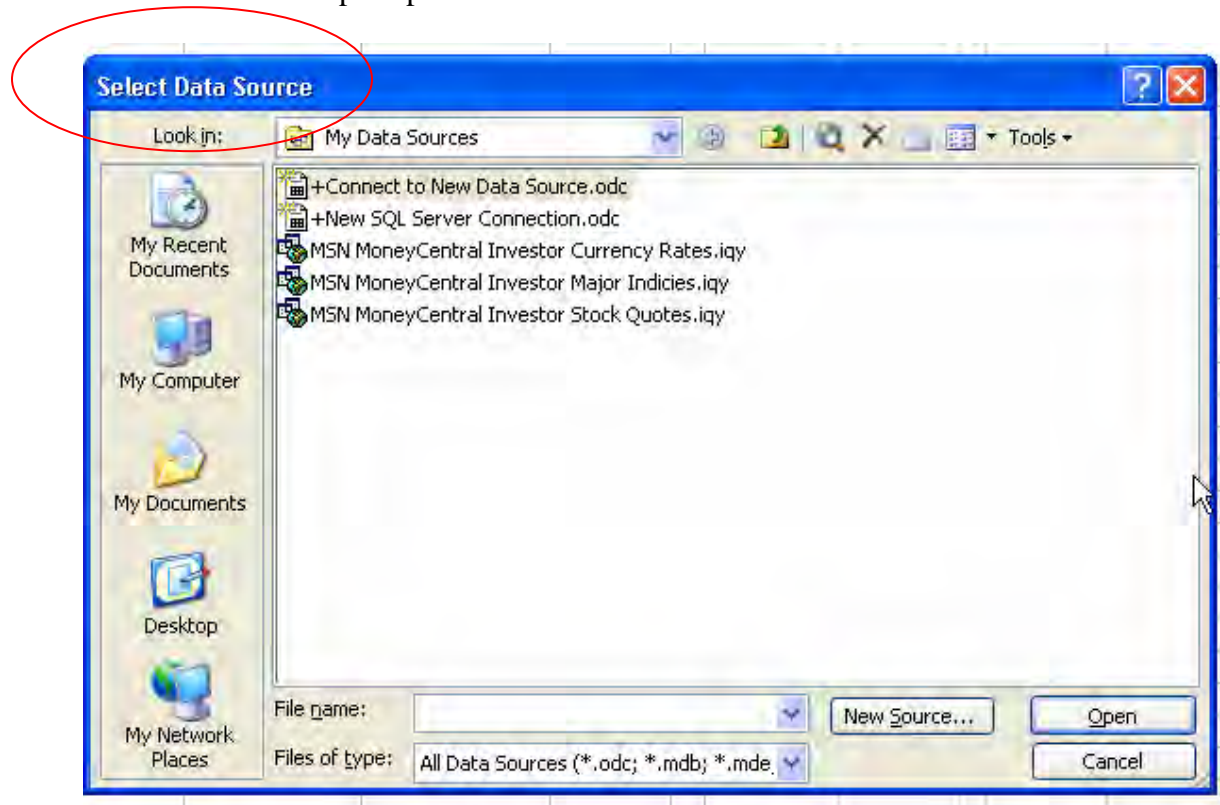 Select Data Source
Look in: My Data Sources Tools
+Connect to New Data Source.odc
+New SQL Server Connection.odc
MSN MoneyCentral Investor Currency Rates.iqy
MSN MoneyCentral Investor Major Indicies.iqy
MSN MoneyCentral Investor Stock Quotes.iqy
My Recent
Documents
My Computer
My Documents
Desktop
My Network
Places
File name: New Source... Open
Files of type: All Data Sources (*.odc; *.mdb; *.mde; Cancel